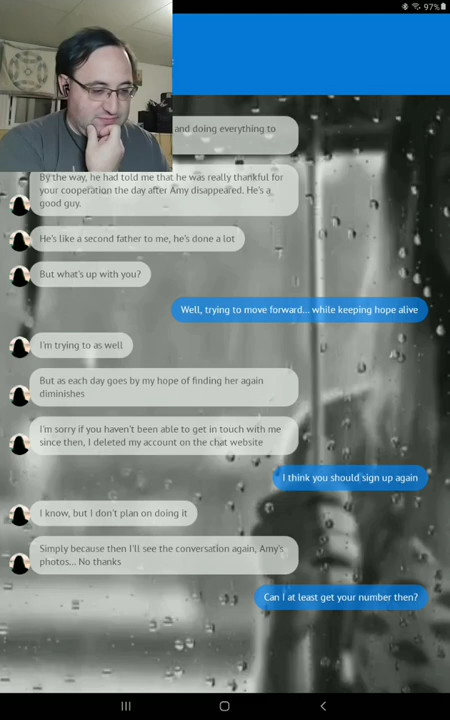 97%
and doing everything to
By the way, he had told me that he was really thankful for
your cooperation the day after Amy disappeared. He's a
good guy.
He's like a second father to me, he's done a lot
But what's up with you?
Well, trying to move forward... while keeping hope alive
I'm trying to as well
But as each day goes by my hope of finding her again
diminishes
I'm sorry if you haven't been able to get in touch with me
since then, I deleted my account on the chat website
I think you should sign up again
I know, but I don't plan on doing it
Simply because then I'll see the conversation again, Amy's
photos... No thanks
Can I at least get your number then?